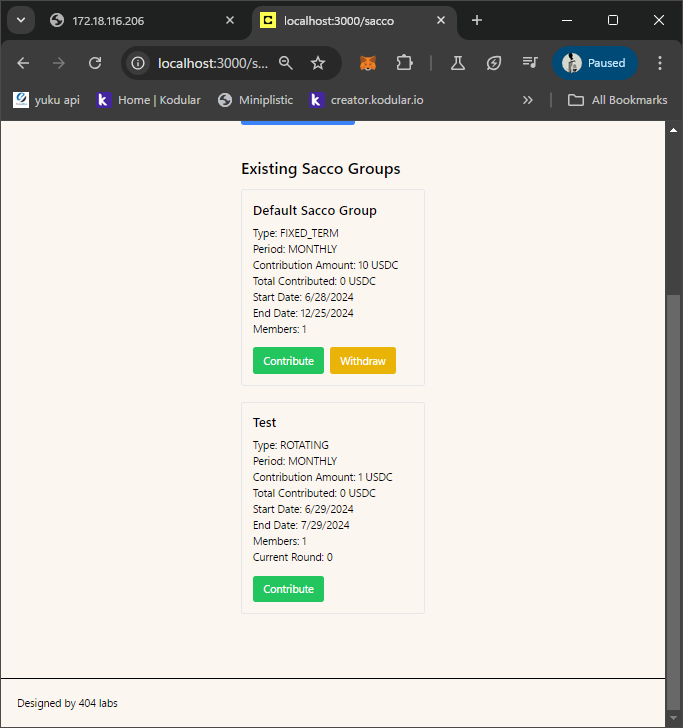 172.18.116.206
localhost:3000/sacco
localhost:3000/s...
Paused
yuku api
Home | Kodular
Miniplistic
creator.kodular.io
All Bookmarks
Existing Sacco Groups
Default Sacco Group
Type: FIXED_TERM
Period: MONTHLY
Contribution Amount: 10 USDC
Total Contributed: 0 USDC
Start Date: 6/28/2024
End Date: 12/25/2024
Members: 1
Contribute
Withdraw
Test
Type: ROTATING
Period: MONTHLY
Contribution Amount: 1 USDC
Total Contributed: 0 USDC
Start Date: 6/29/2024
End Date: 7/29/2024
Members: 1
Current Round: 0
Contribute
Designed by 404 labs